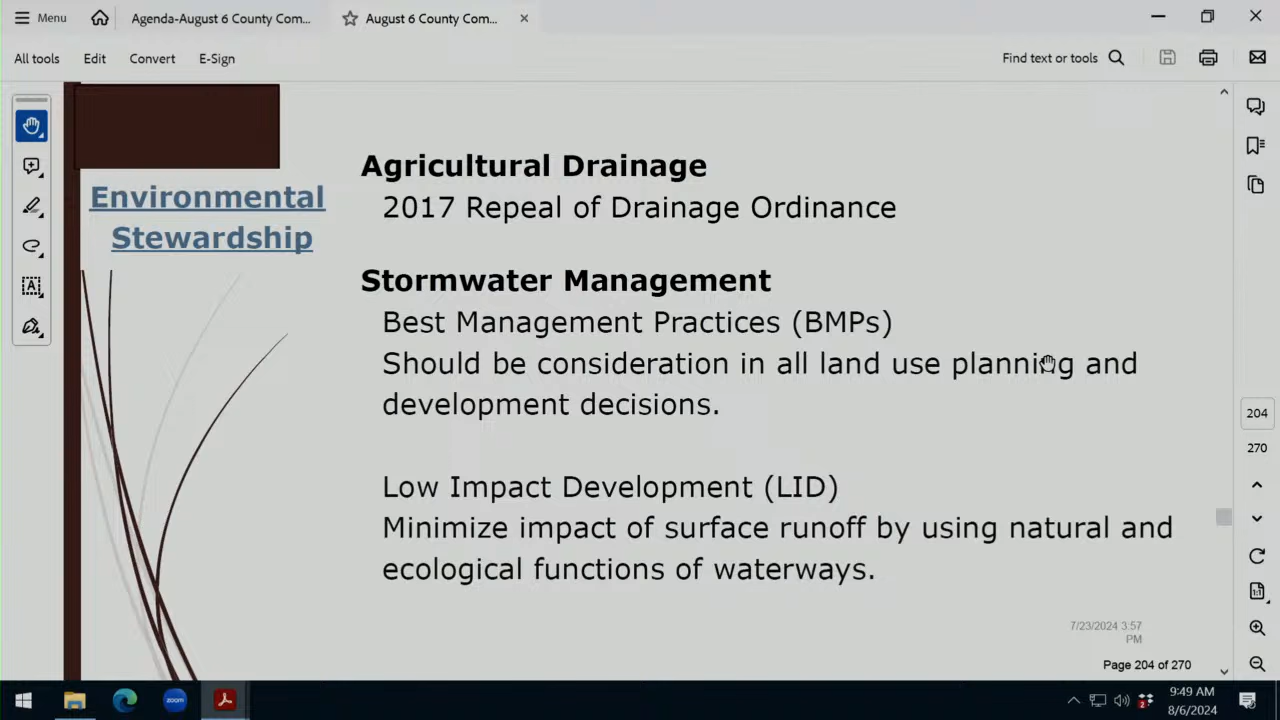 Menu
Agenda-August 6 County Com...
August 6 County Com...
All tools
Edit
Convert
E-Sign
Find text or tools
Environmental
Stewardship
Agricultural Drainage
2017 Repeal of Drainage Ordinance
Stormwater Management
Best Management Practices (BMPs)
Should be consideration in all land use planning and
development decisions.
Low Impact Development (LID)
Minimize impact of surface runoff by using natural and
ecological functions of waterways.
7/23/2024 3:57
PM
Page 204 of 270
204
270
1:1
zoom
2
9:49 AM
8/6/2024